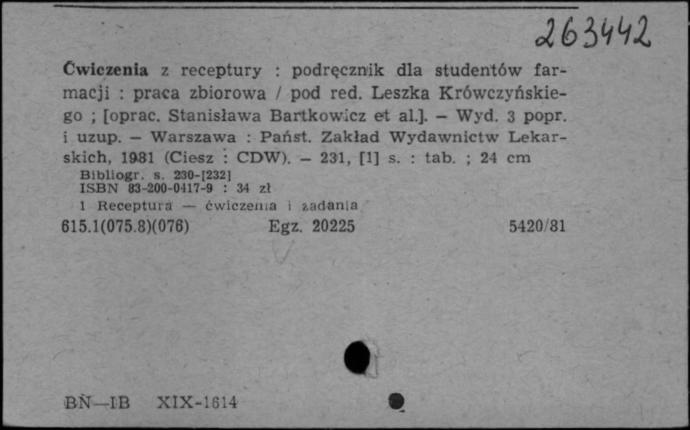 263442
Ćwiczenia z receptury : podręcznik dla studentów far-
macji : praca zbiorowa / pod red. Leszka Krówczyńskie-
go ; [oprac. Stanisława Bartkowicz et al.]. — Wyd. 3 popr.
i uzup. — Warszawa : Państ. Zakład Wydawnictw Lekar-
skich, 1981 (Ciesz : CDW). — 231, [1] s. : tab. ; 24 cm
Bibliogr. s. 230-[232]
ISBN 83-200-0417-9 : 34 zł
1 Receptura — ćwiczenia i zadania
615.1(075.8)(076) Egz. 20225 5420/81
BN—IB XIX-1614